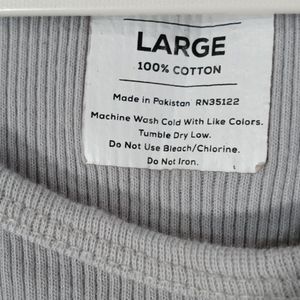 LARGE
100% COTTON
Made in Pakistan RN35122
Machine Wash Cold With Like Colors.
Tumble Dry Low.
Do Not Use Bleach/Chlorine.
Do Not Iron.